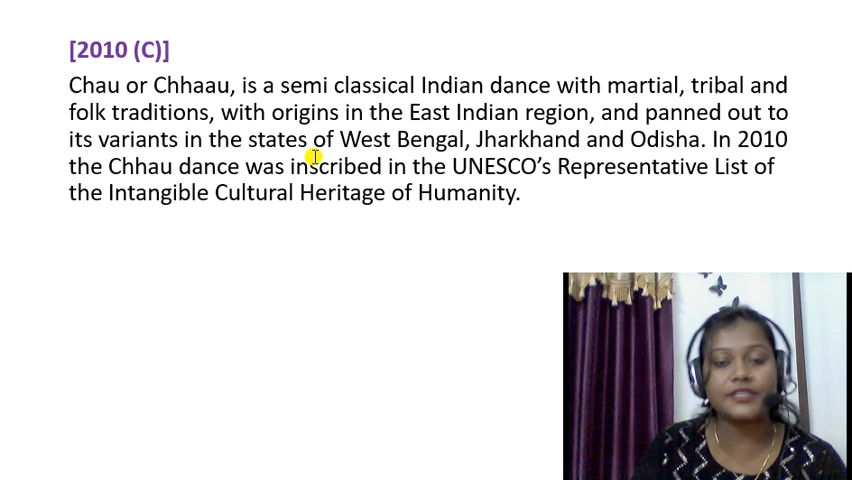 [2010 (C)]
Chau or Chhaau, is a semi classical Indian dance with martial, tribal and
folk traditions, with origins in the East Indian region, and panned out to
its variants in the states of West Bengal, Jharkhand and Odisha. In 2010
the Chhau dance was inscribed in the UNESCO’s Representative List of
the Intangible Cultural Heritage of Humanity.